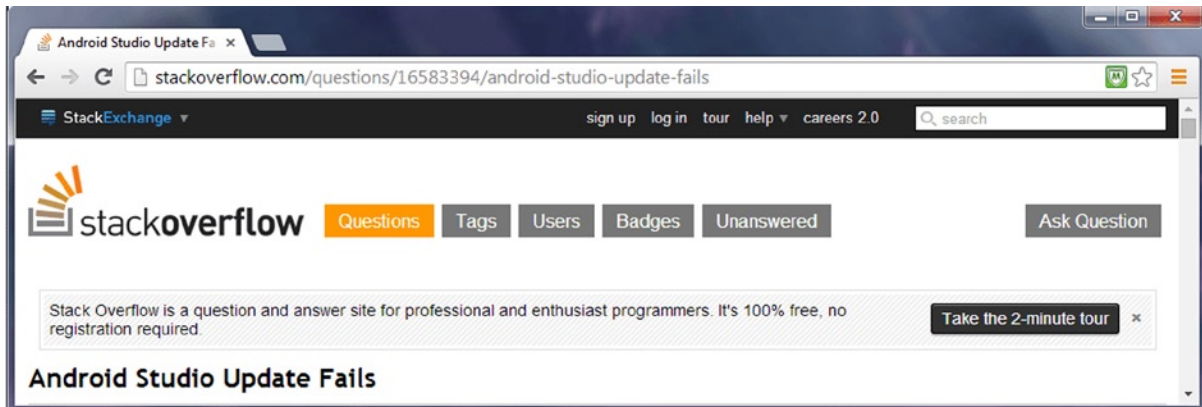 Android Studio Update Fa
stackoverflow.com/questions/16583394/android-studio-update-fails
StackExchange sign up log in tour help careers 2.0 search
stackoverflow Questions Tags Users Badges Unanswered Ask Question
Stack Overflow is a question and answer site for professional and enthusiast programmers. It's 100% free, no
registration required.
Take the 2-minute tour
Android Studio Update Fails